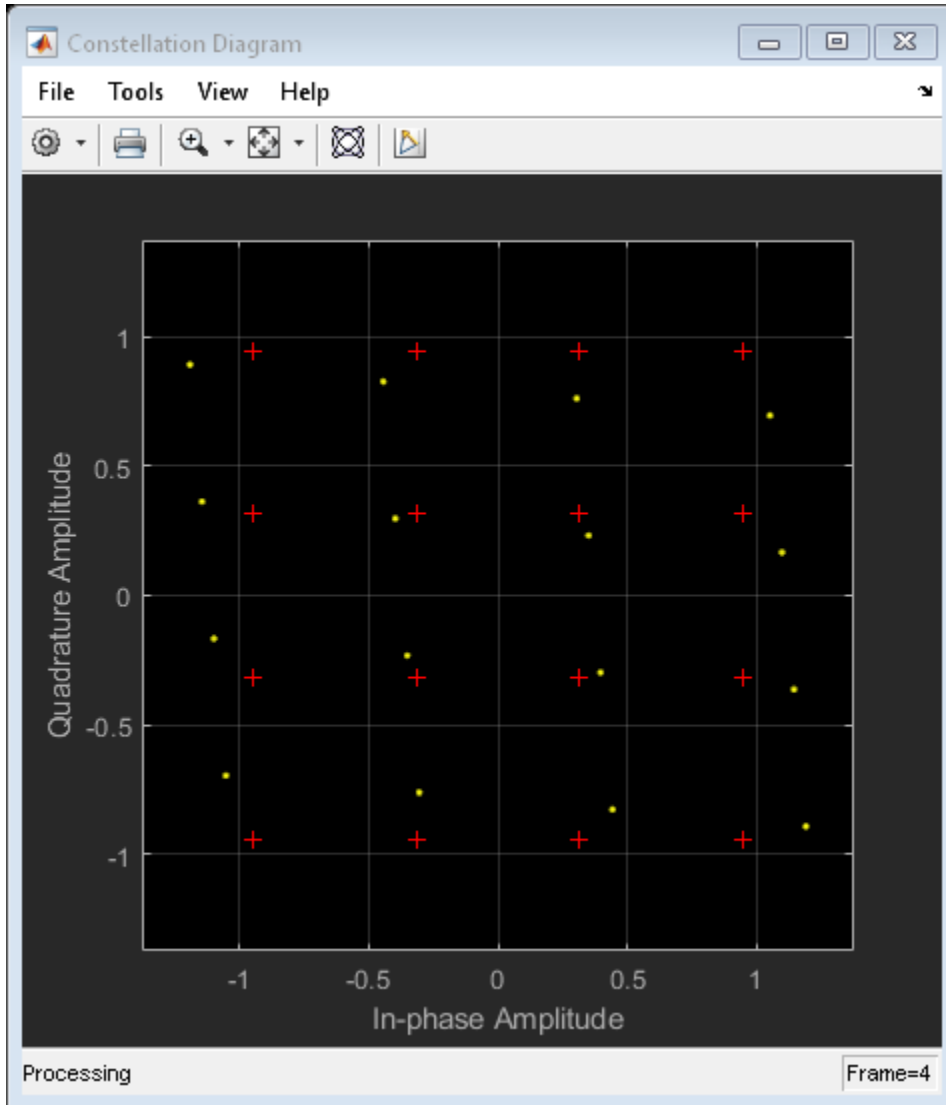 Constellation Diagram
File Tools View Help
1
0.5
0
-0.5
-1
Quadrature Amplitude
-1 -0.5 0 0.5 1
In-phase Amplitude
Processing Frame=4